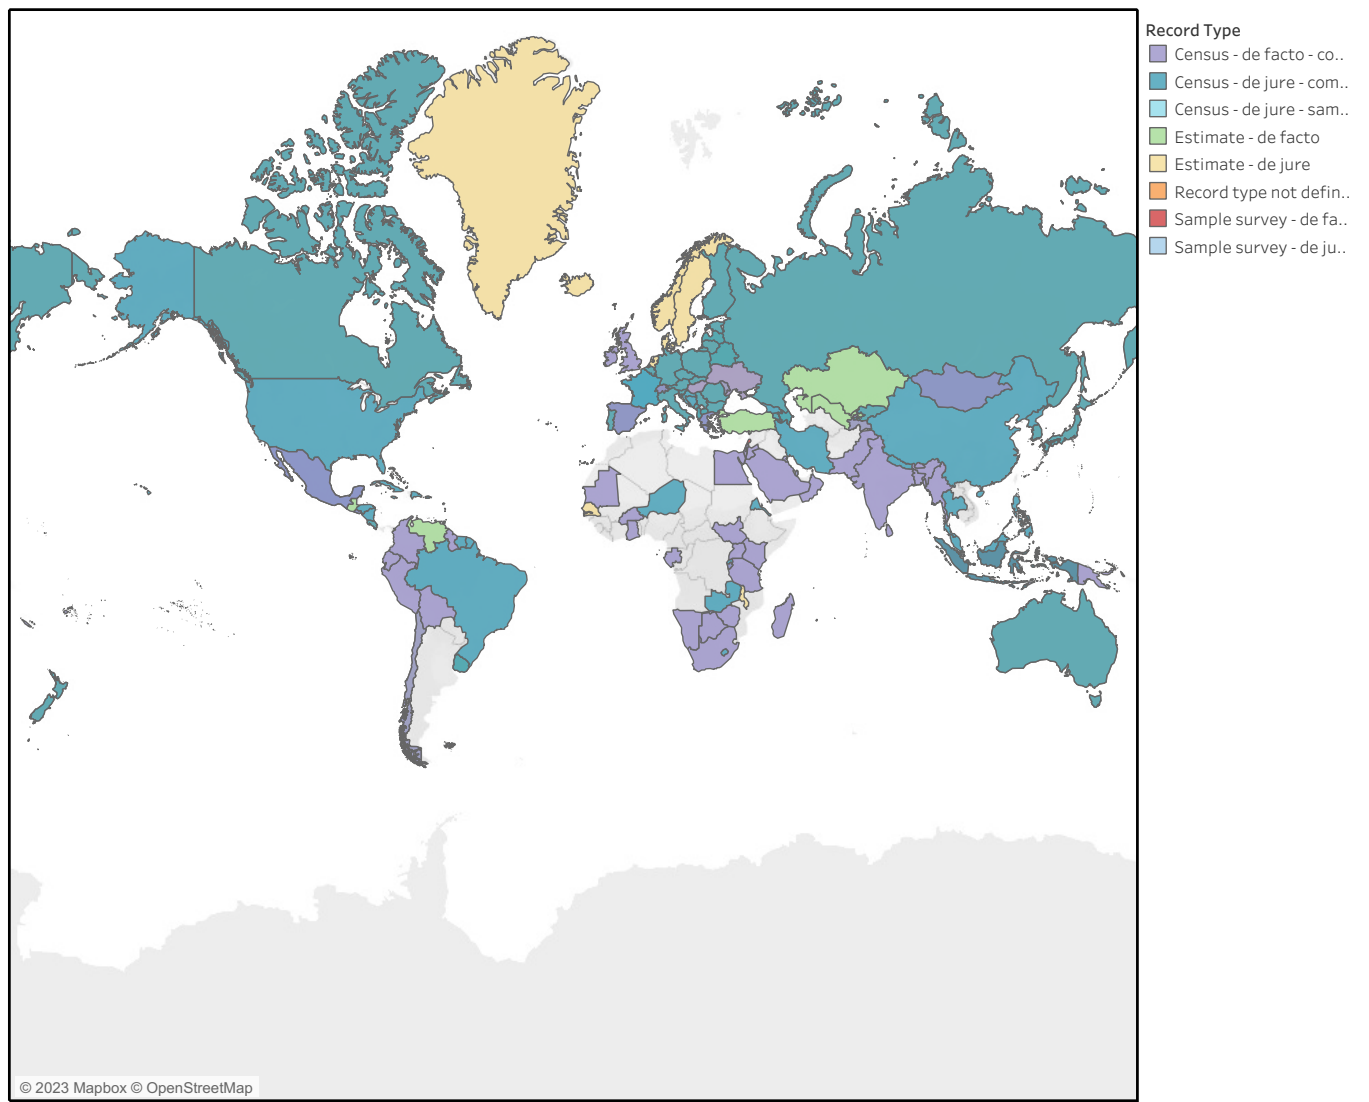 Record Type
Census - de facto - co..
Census - de jure - com..
Census - de jure - sam..
Estimate - de facto
Estimate - de jure
Record type not defin..
Sample survey - de fa..
Sample survey - de ju..
© 2023 Mapbox © OpenStreetMap